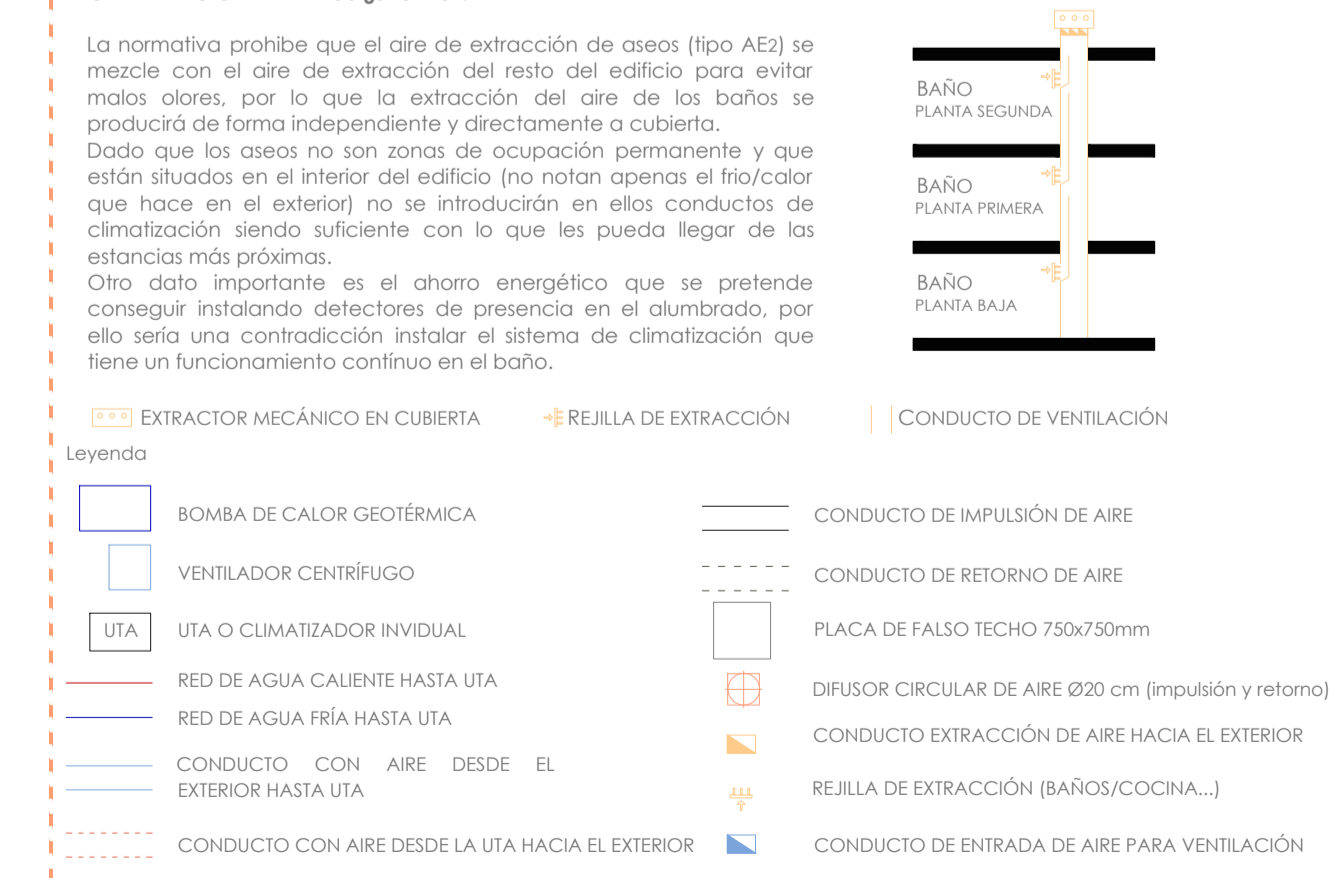 La normativa prohibe que el aire de extracción de aseos (tipo AE2) se
mezcle con el aire de extracción del resto del edificio para evitar
malos olores, por lo que la extracción del aire de los baños se
producirá de forma independiente y directamente a cubierta.
Dado que los aseos no son zonas de ocupación permanente y que
están situados en el interior del edificio (no notan apenas el frio/calor
que hace en el exterior) no se introducirán en ellos conductos de
climatización siendo suficiente con lo que les pueda llegar de las
estancias más próximas.
Otro dato importante es el ahorro energético que se pretende
conseguir instalando detectores de presencia en el alumbrado, por
ello sería una contradicción instalar el sistema de climatización que
tiene un funcionamiento contínuo en el baño.
BAÑO
PLANTA SEGUNDA
BAÑO
PLANTA PRIMERA
BAÑO
PLANTA BAJA
EXTRACTOR MECÁNICO EN CUBIERTA
REJILLA DE EXTRACCIÓN
CONDUCTO DE VENTILACIÓN
Leyenda
BOMBA DE CALOR GEOTÉRMICA
VENTILADOR CENTRÍFUGO
UTA
UTA O CLIMATIZADOR INVIDUAL
RED DE AGUA CALIENTE HASTA UTA
RED DE AGUA FRÍA HASTA UTA
CONDUCTO CON AIRE DESDE EL
EXTERIOR HASTA UTA
CONDUCTO CON AIRE DESDE LA UTA HACIA EL EXTERIOR
CONDUCTO DE IMPULSIÓN DE AIRE
CONDUCTO DE RETORNO DE AIRE
PLACA DE FALSO TECHO 750x750mm
DIFUSOR CIRCULAR DE AIRE Ø20 cm (impulsión y retorno)
CONDUCTO EXTRACCIÓN DE AIRE HACIA EL EXTERIOR
REJILLA DE EXTRACCIÓN (BAÑOS/COCINA...)
CONDUCTO DE ENTRADA DE AIRE PARA VENTILACIÓN